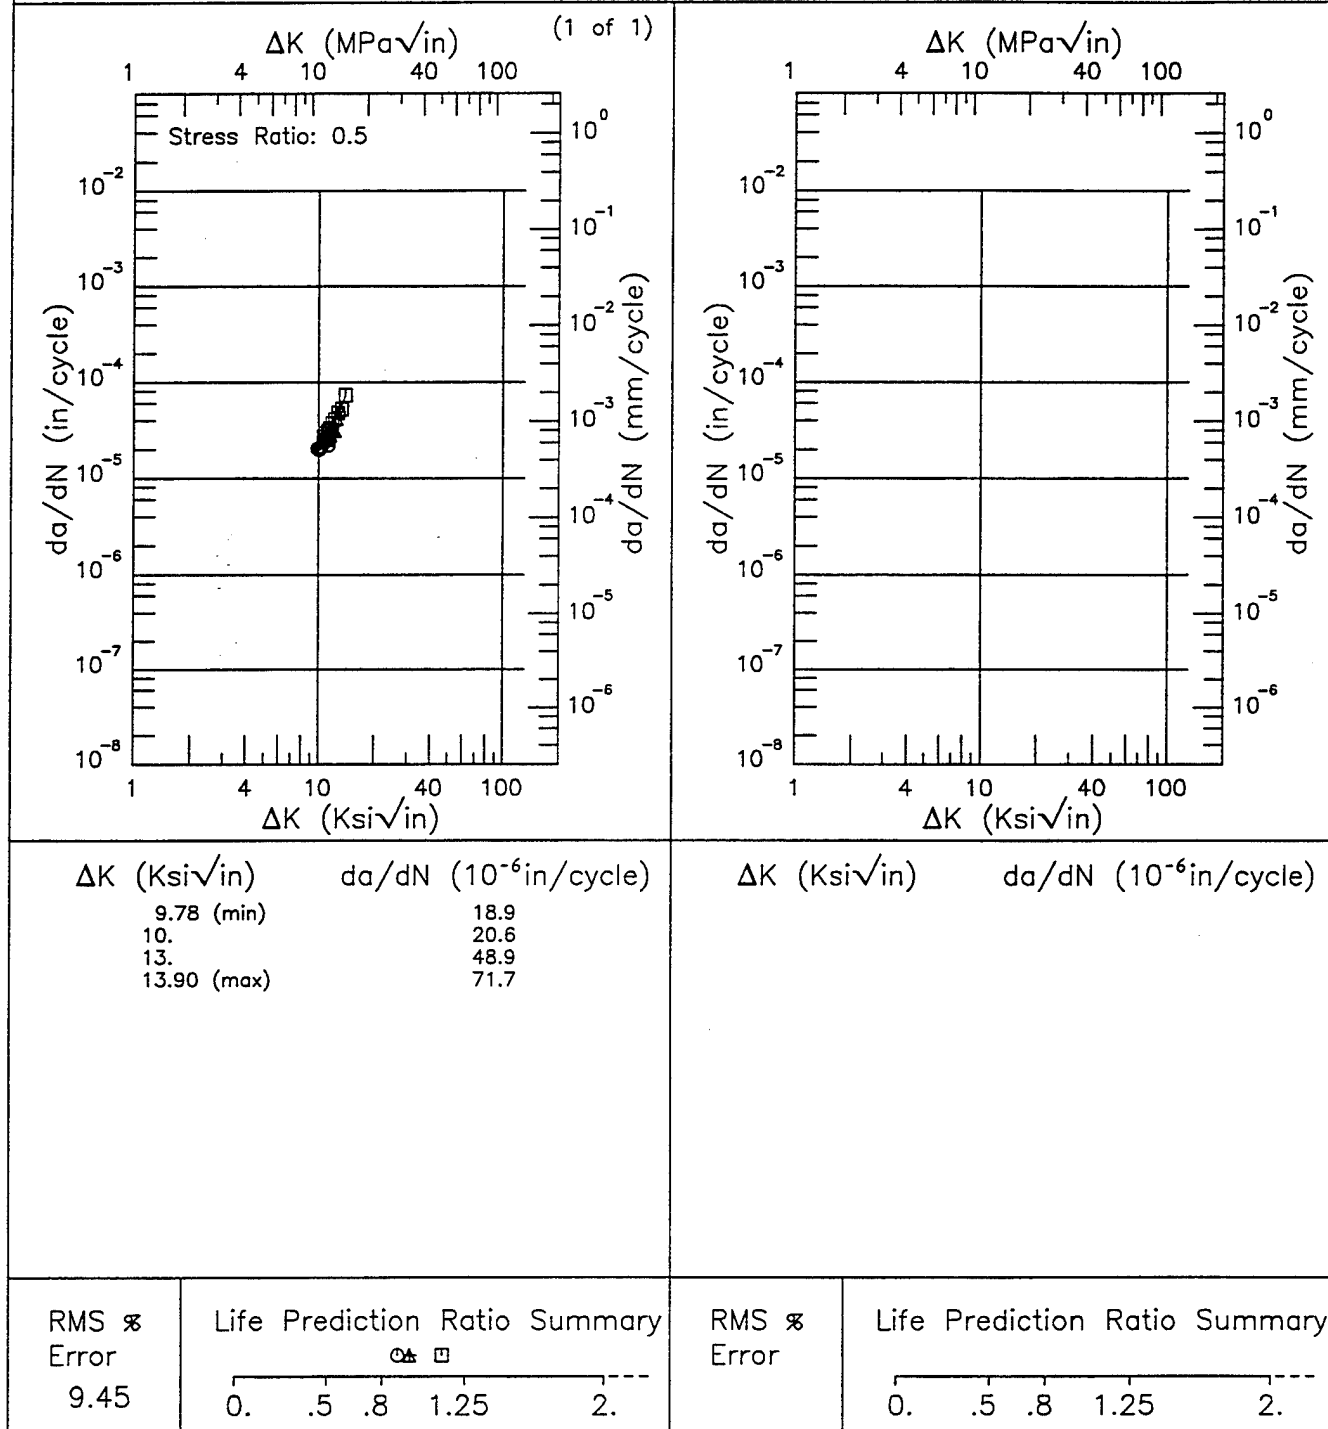 (1 of 1)
ΔK (MPa√in)
1 4 10 40 100
Stress Ratio: 0.5
10⁻²
10⁻³
10⁻⁴
10⁻⁵
10⁻⁶
10⁻⁷
10⁻⁸
da/dN (in/cycle)
10⁰
10⁻¹
10⁻²
10⁻³
10⁻⁴
10⁻⁵
10⁻⁶
da/dN (mm/cycle)
1 4 10 40 100
ΔK (Ksi√in)
ΔK (MPa√in)
1 4 10 40 100
10⁻²
10⁻³
10⁻⁴
10⁻⁵
10⁻⁶
10⁻⁷
10⁻⁸
da/dN (in/cycle)
10⁰
10⁻¹
10⁻²
10⁻³
10⁻⁴
10⁻⁵
10⁻⁶
da/dN (mm/cycle)
1 4 10 40 100
ΔK (Ksi√in)
ΔK (Ksi√in) da/dN (10⁻⁶in/cycle)
9.78 (min) 18.9
10. 20.6
13. 48.9
13.90 (max) 71.7
ΔK (Ksi√in) da/dN (10⁻⁶in/cycle)
RMS %
Error
9.45
Life Prediction Ratio Summary
0. .5 .8 1.25 2.
RMS %
Error
Life Prediction Ratio Summary
0. .5 .8 1.25 2.